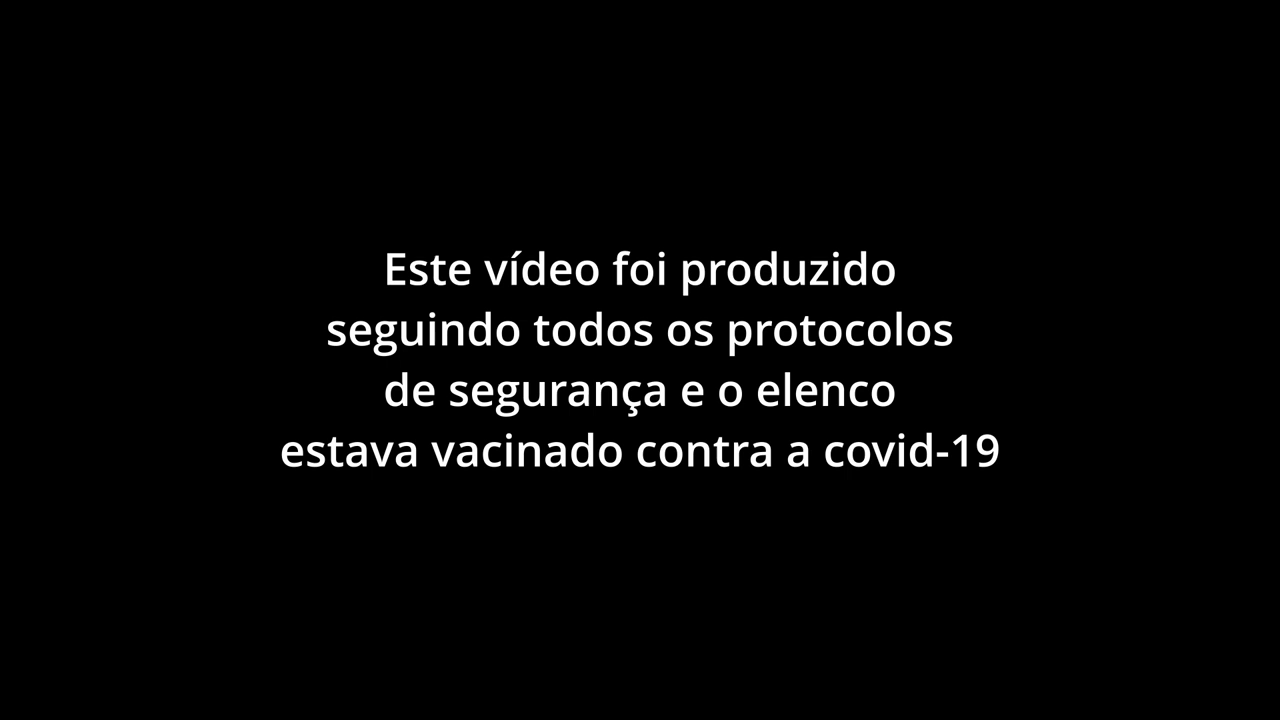 Este vídeo foi produzido
seguindo todos os protocolos
de segurança e o elenco
estava vacinado contra a covid-19